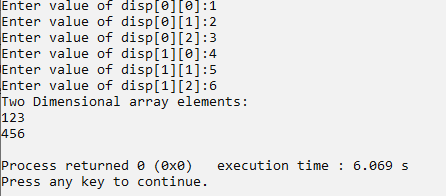 Enter value of disp[0][0]:1
Enter value of disp[0][1]:2
Enter value of disp[0][2]:3
Enter value of disp[1][0]:4
Enter value of disp[1][1]:5
Enter value of disp[1][2]:6
Two Dimensional array elements:
123
456
Process returned 0 (0x0)   execution time : 6.069 s
Press any key to continue.